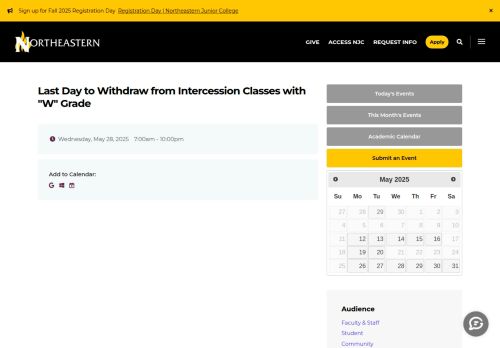 Sign up for Fall 2025 Registration Day Registration Day | Northeastern Junior College ×
NORTHEASTERN
GIVE ACCESS NJC REQUEST INFO Apply
Last Day to Withdraw from Intercession Classes with
"W" Grade
Wednesday, May 28, 2025 7:00am - 10:00pm
Add to Calendar:
Today's Events
This Month's Events
Academic Calendar
Submit an Event
May 2025
Su Mo Tu We Th Fr Sa
27 28 29 30 1 2 3
4 5 6 7 8 9 10
11 12 13 14 15 16 17
18 19 20 21 22 23 24
25 26 27 28 29 30 31
Audience
Faculty & Staff
Student
Community